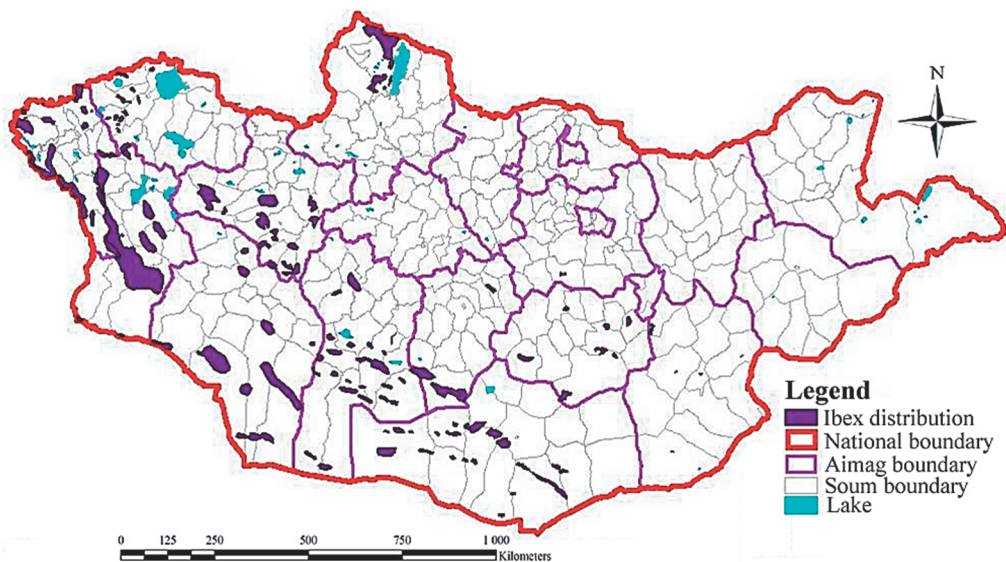 N
Legend
Ibex distribution
National boundary
Aimag boundary
Soum boundary
Lake
0 125 250 500 750 1 000
Kilometers